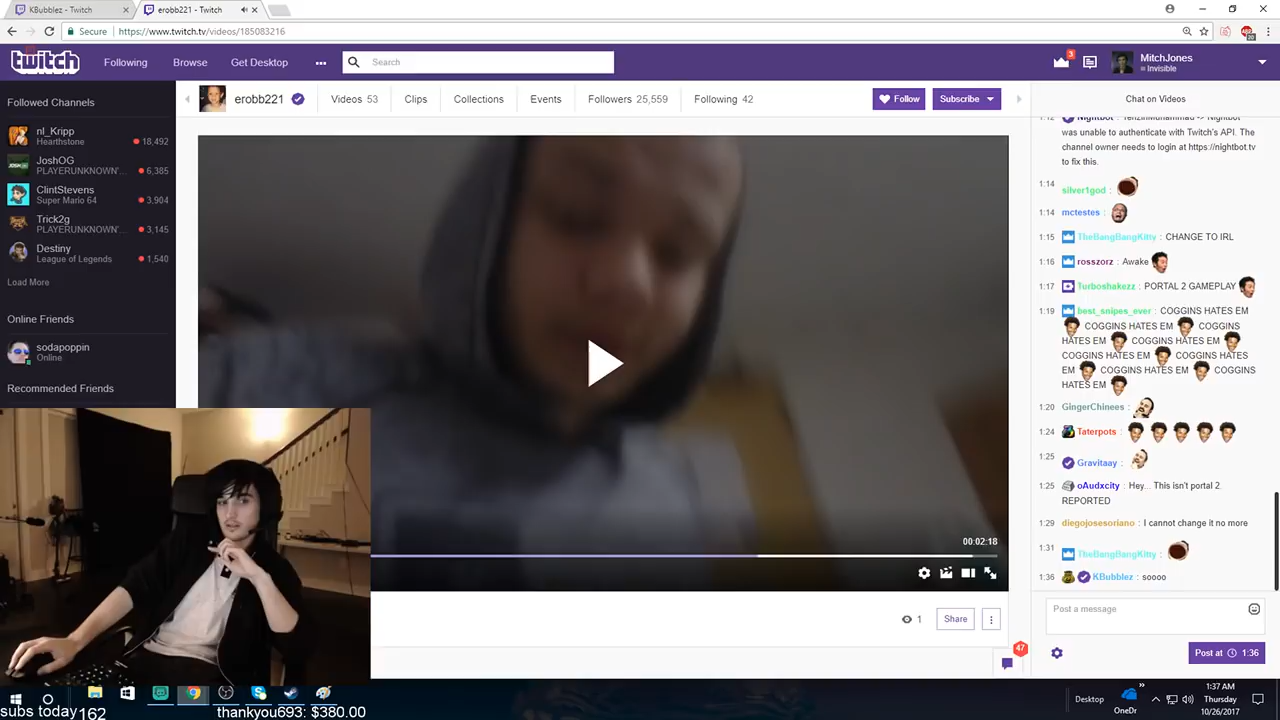 KBubblez - Twitch
erobb221 - Twitch
Secure
https://www.twitch.tv/videos/185083216
twitch
Following
Browse
Get Desktop
Search
3
MitchJones
Invisible
Followed Channels
nl_Kripp
Hearthstone
18,492
JoshOG
PLAYERUNKNOWN'...
6,385
ClintStevens
Super Mario 64
3,904
Trick2g
PLAYERUNKNOWN'...
3,145
Destiny
League of Legends
1,540
Load More
Online Friends
sodapoppin
Online
Recommended Friends
erobb221
Videos 53
Clips
Collections
Events
Followers 25,559
Following 42
Follow
Subscribe
00:02:18
1
Share
47
Chat on Videos
was unable to authenticate with Twitch's API. The
channel owner needs to login at https://nightbot.tv
to fix this.
1:14 silver1god :
1:14 mctestes :
1:15 TheBangBangKitty : CHANGE TO IRL
1:16 rosszorz : Awake
1:17 Turboshakezz : PORTAL 2 GAMEPLAY
1:19 best_snipes_ever : COGGINS HATES EM
COGGINS HATES EM COGGINS
HATES EM COGGINS HATES EM
COGGINS HATES EM COGGINS HATES
EM COGGINS HATES EM COGGINS
HATES EM
1:20 GingerChinees :
1:24 Taterpots :
1:25 Gravitaay :
1:25 oAudxcity : Hey... This isn't portal 2.
REPORTED
1:29 diegojosesoriano : I cannot change it no more
1:31 TheBangBangKitty :
1:36 KBubblez : soooo
Post a message
Post at 1:36
subs today 162
thankyou693: $380.00
Desktop
OneDr
1:37 AM
Thursday
10/26/2017